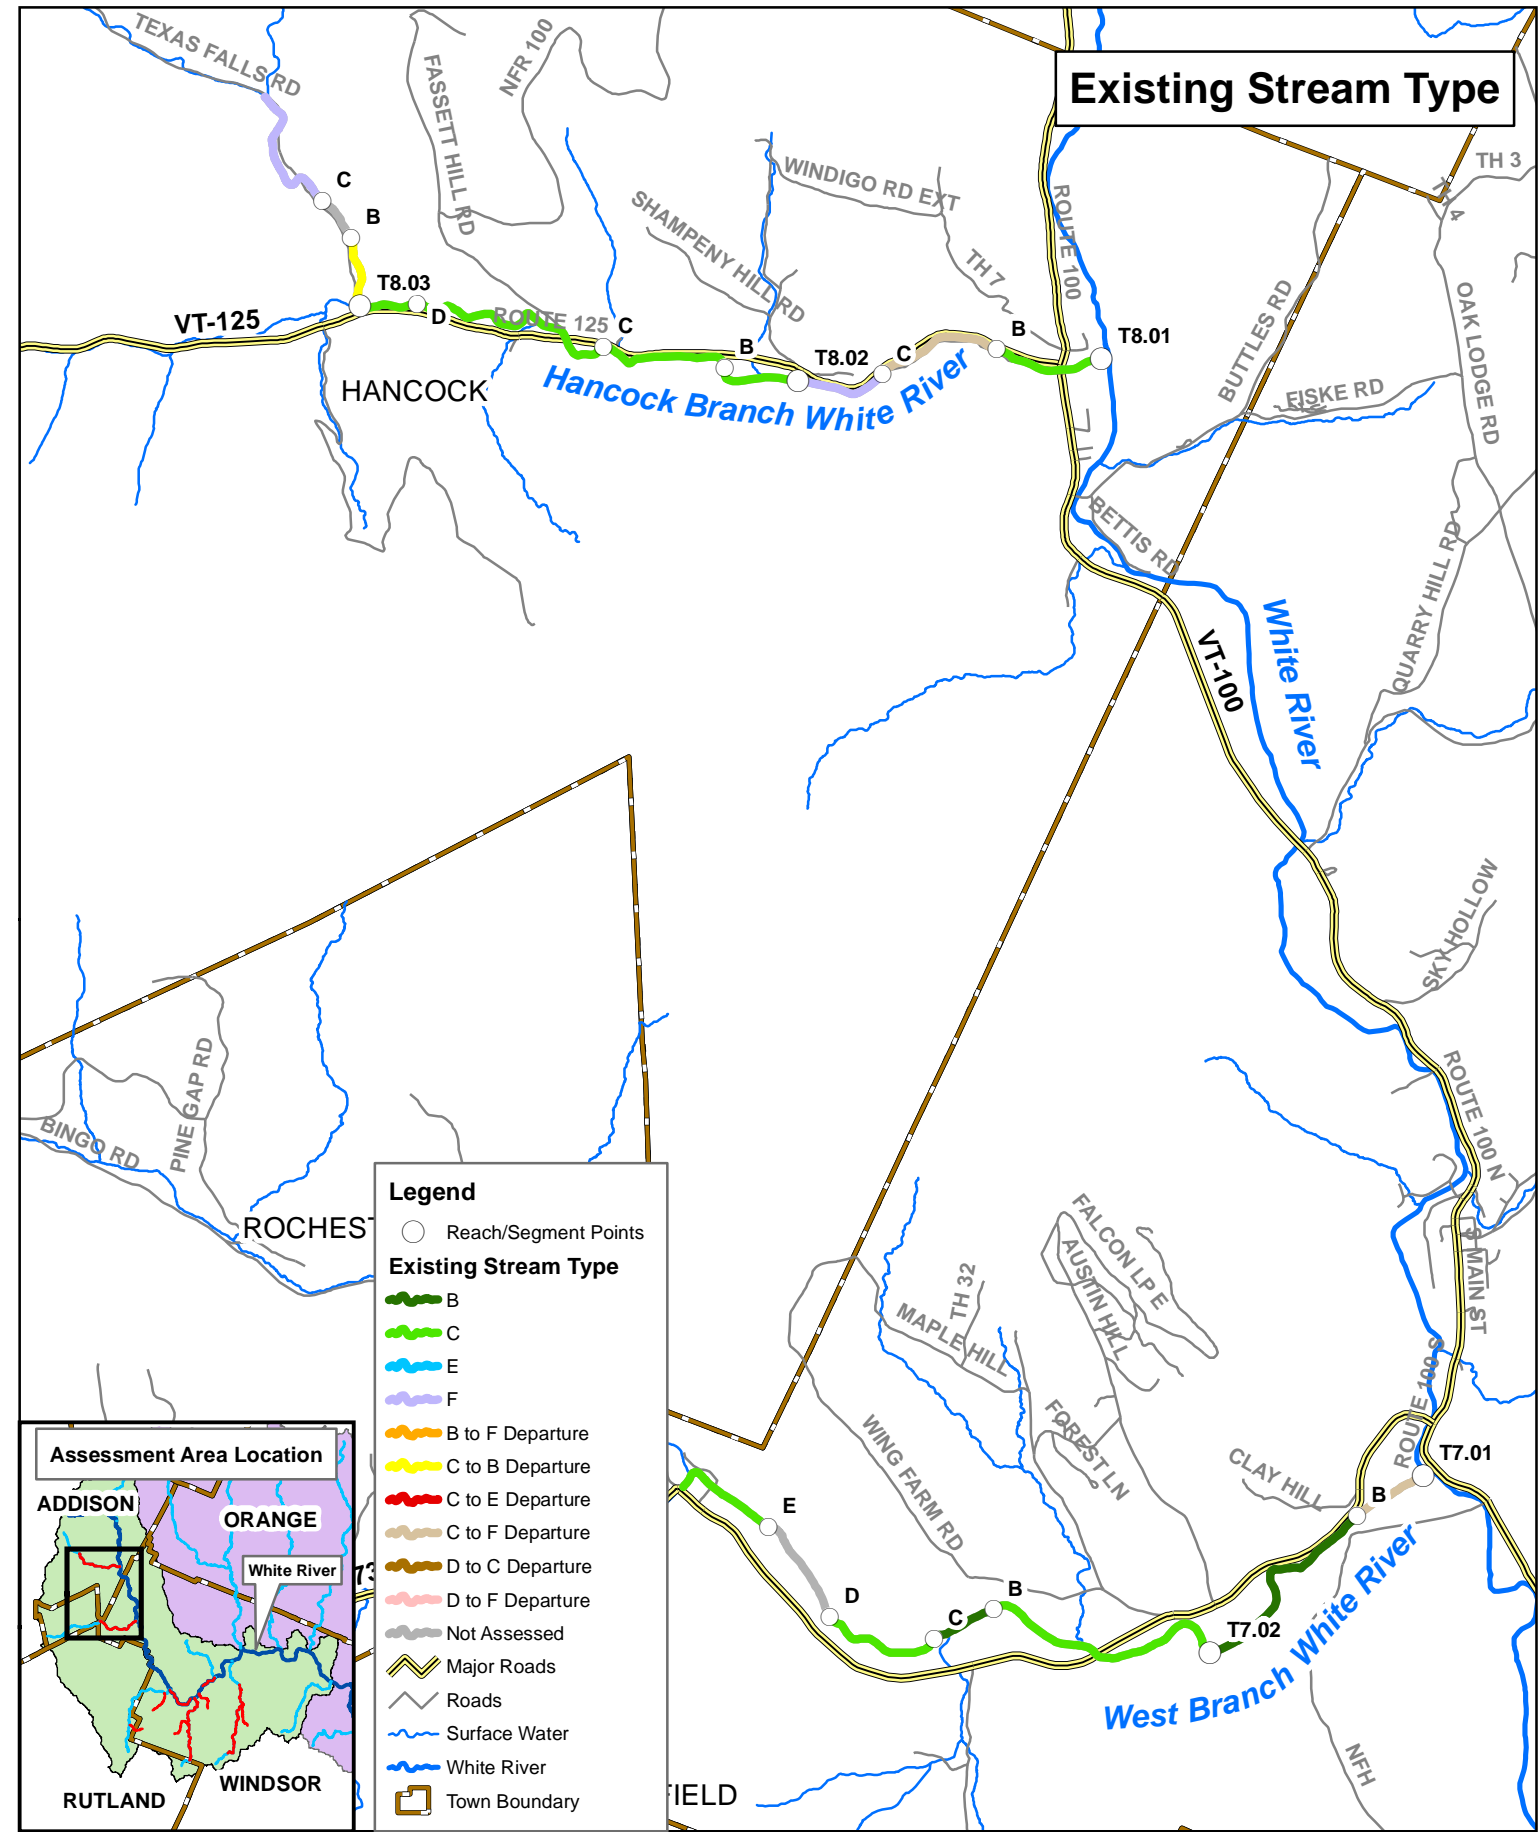 TEXAS FALLS RD
FASSETT HILL RD
NFR 100
Existing Stream Type
TH 3
TH 4
C
B
WINDIGO RD EXT
SHAMPENY HILL RD
TH 7
ROUTE 100
T8.03
D
VT-125
ROUTE 125
C
B
T8.02
C
B
T8.01
BUTTLES RD
OAK LODGE RD
FISKE RD
HANCOCK
Hancock Branch White River
BETTIS RD
QUARRY HILL RD
White River
VT-100
SKY HOLLOW
PINE GAP RD
BINGO RD
ROUTE 100 N
ROCHEST
S MAIN ST
FALCON LP E
AUSTIN HILL
TH 32
MAPLE HILL
ROUTE 100 S
FOREST LN
WING FARM RD
CLAY HILL
T7.01
B
E
D
C
B
T7.02
West Branch White River
NFH
FIELD
73
Legend
Reach/Segment Points
Existing Stream Type
B
C
E
F
B to F Departure
C to B Departure
C to E Departure
C to F Departure
D to C Departure
D to F Departure
Not Assessed
Major Roads
Roads
Surface Water
White River
Town Boundary
Assessment Area Location
ADDISON
ORANGE
White River
WINDSOR
RUTLAND